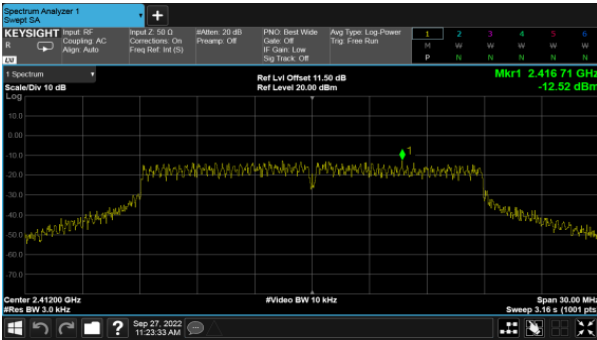 Spectrum Analyzer 1
Swept SA
+
KEYSIGHT
R
LXI
Input: RF
Coupling: AC
Align: Auto
Input Z: 50 Ω
Corrections: On
Freq Ref: Int (S)
#Atten: 20 dB
Preamp: Off
PNO: Best Wide
Gate: Off
IF Gain: Low
Sig Track: Off
Avg Type: Log-Power
Trig: Free Run
1 2 3 4 5 6
M W W W W W
P N N N N N
1 Spectrum
Scale/Div 10 dB
Log
Ref Lvl Offset 11.50 dB
Ref Level 20.00 dBm
Mkr1 2.416 71 GHz
-12.52 dBm
10.0
0.00
-10.0
-20.0
-30.0
-40.0
-50.0
-60.0
-70.0
1
Center 2.41200 GHz
#Res BW 3.0 kHz
#Video BW 10 kHz
Span 30.00 MHz
Sweep 3.16 s (1001 pts)
?
Sep 27, 2022
11:23:33 AM